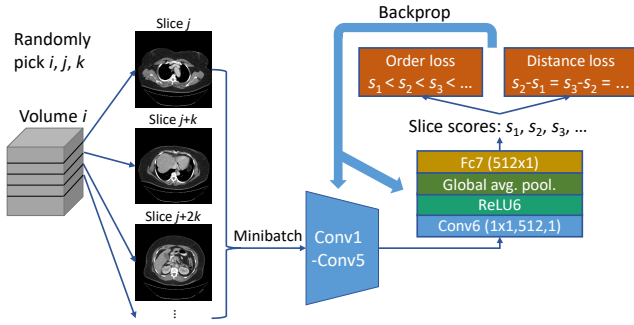 Backprop
Randomly
pick i, j, k
Volume i
Slice j
Slice j+k
Slice j+2k
...
Minibatch
Conv1
-Conv5
Order loss
s₁ < s₂ < s₃ < ...
Distance loss
s₂-s₁ = s₃-s₂ = ...
Slice scores: s₁, s₂, s₃, ...
Fc7 (512x1)
Global avg. pool.
ReLU6
Conv6 (1x1,512,1)